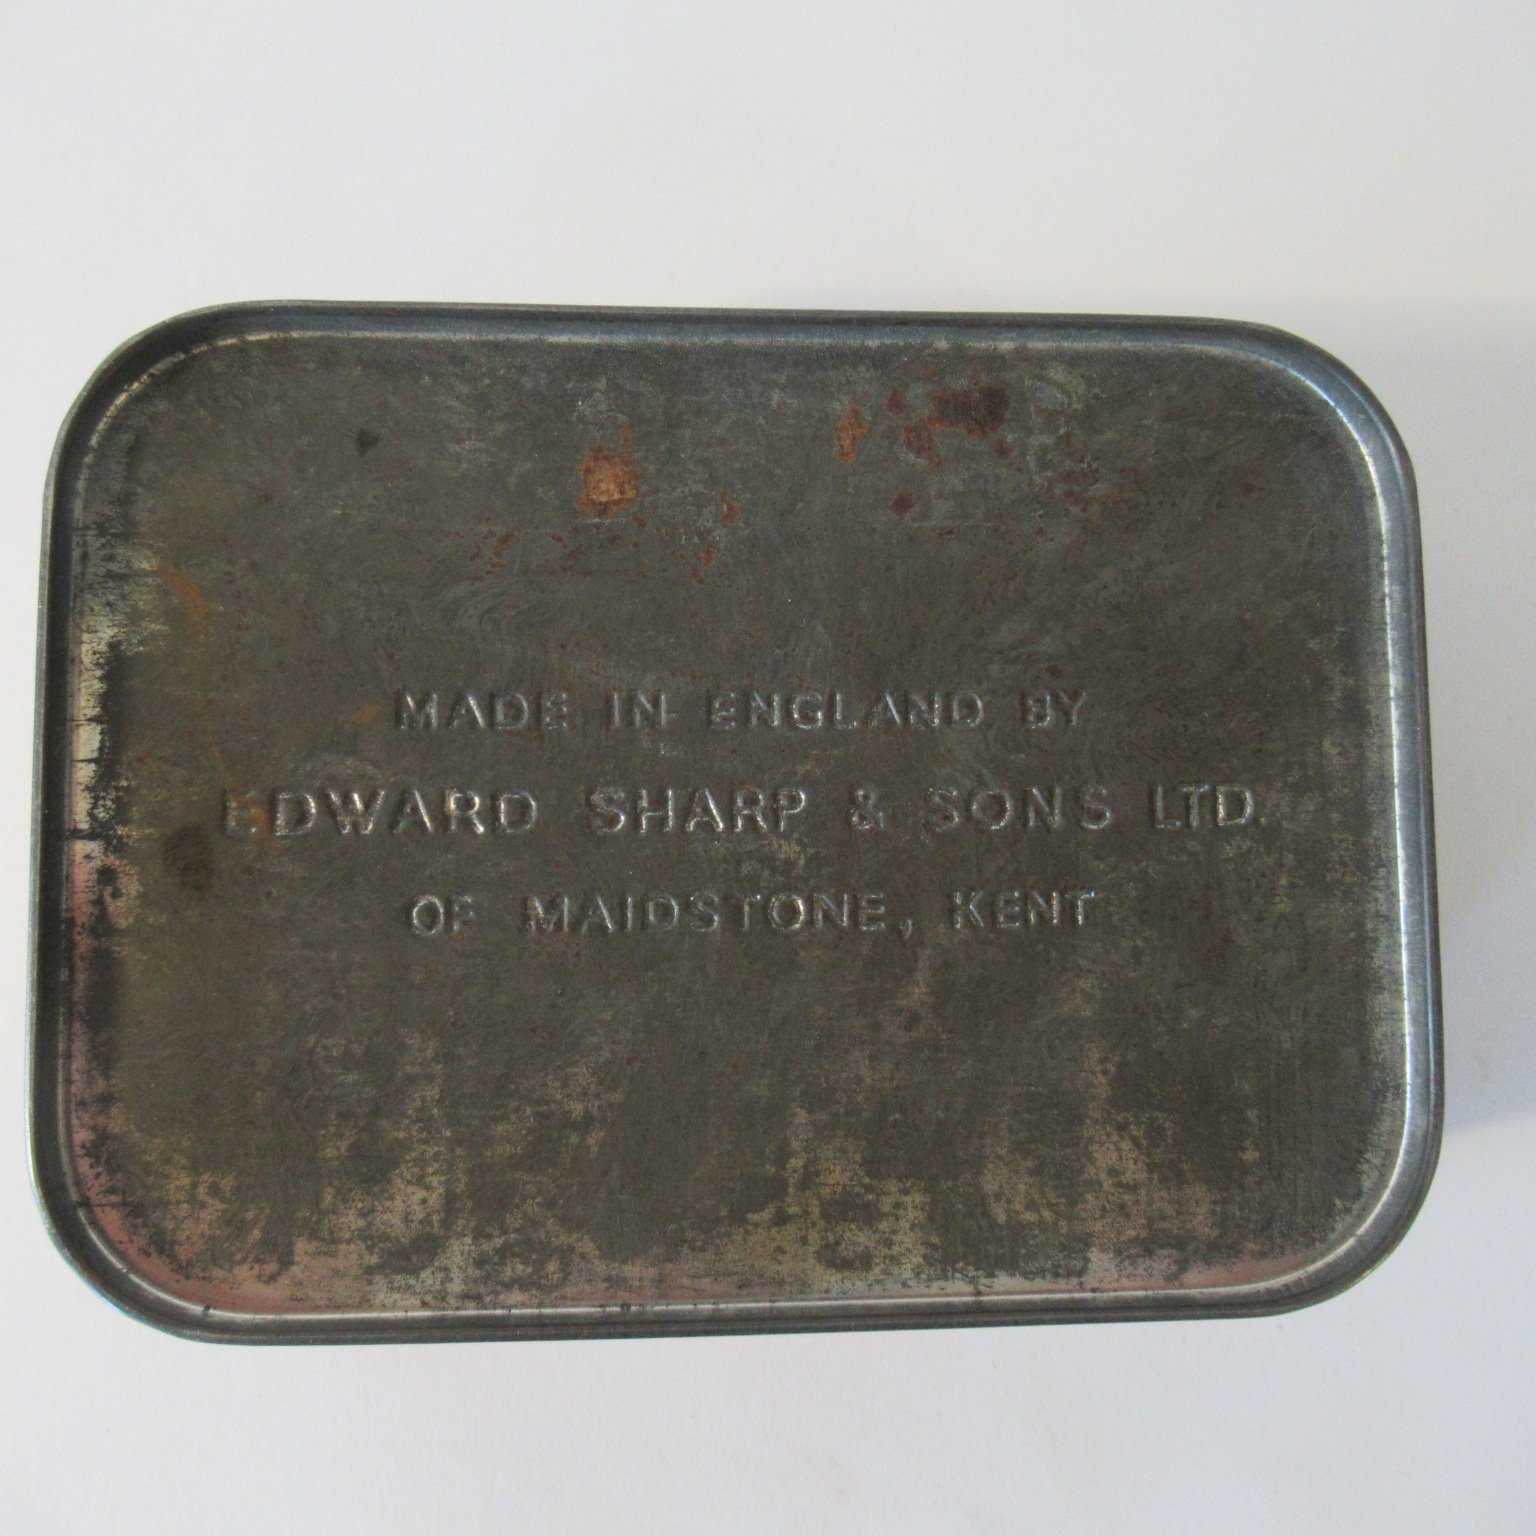 MADE IN ENGLAND BY
EDWARD SHARP & SONS LTD.
OF MAIDSTONE, KENT